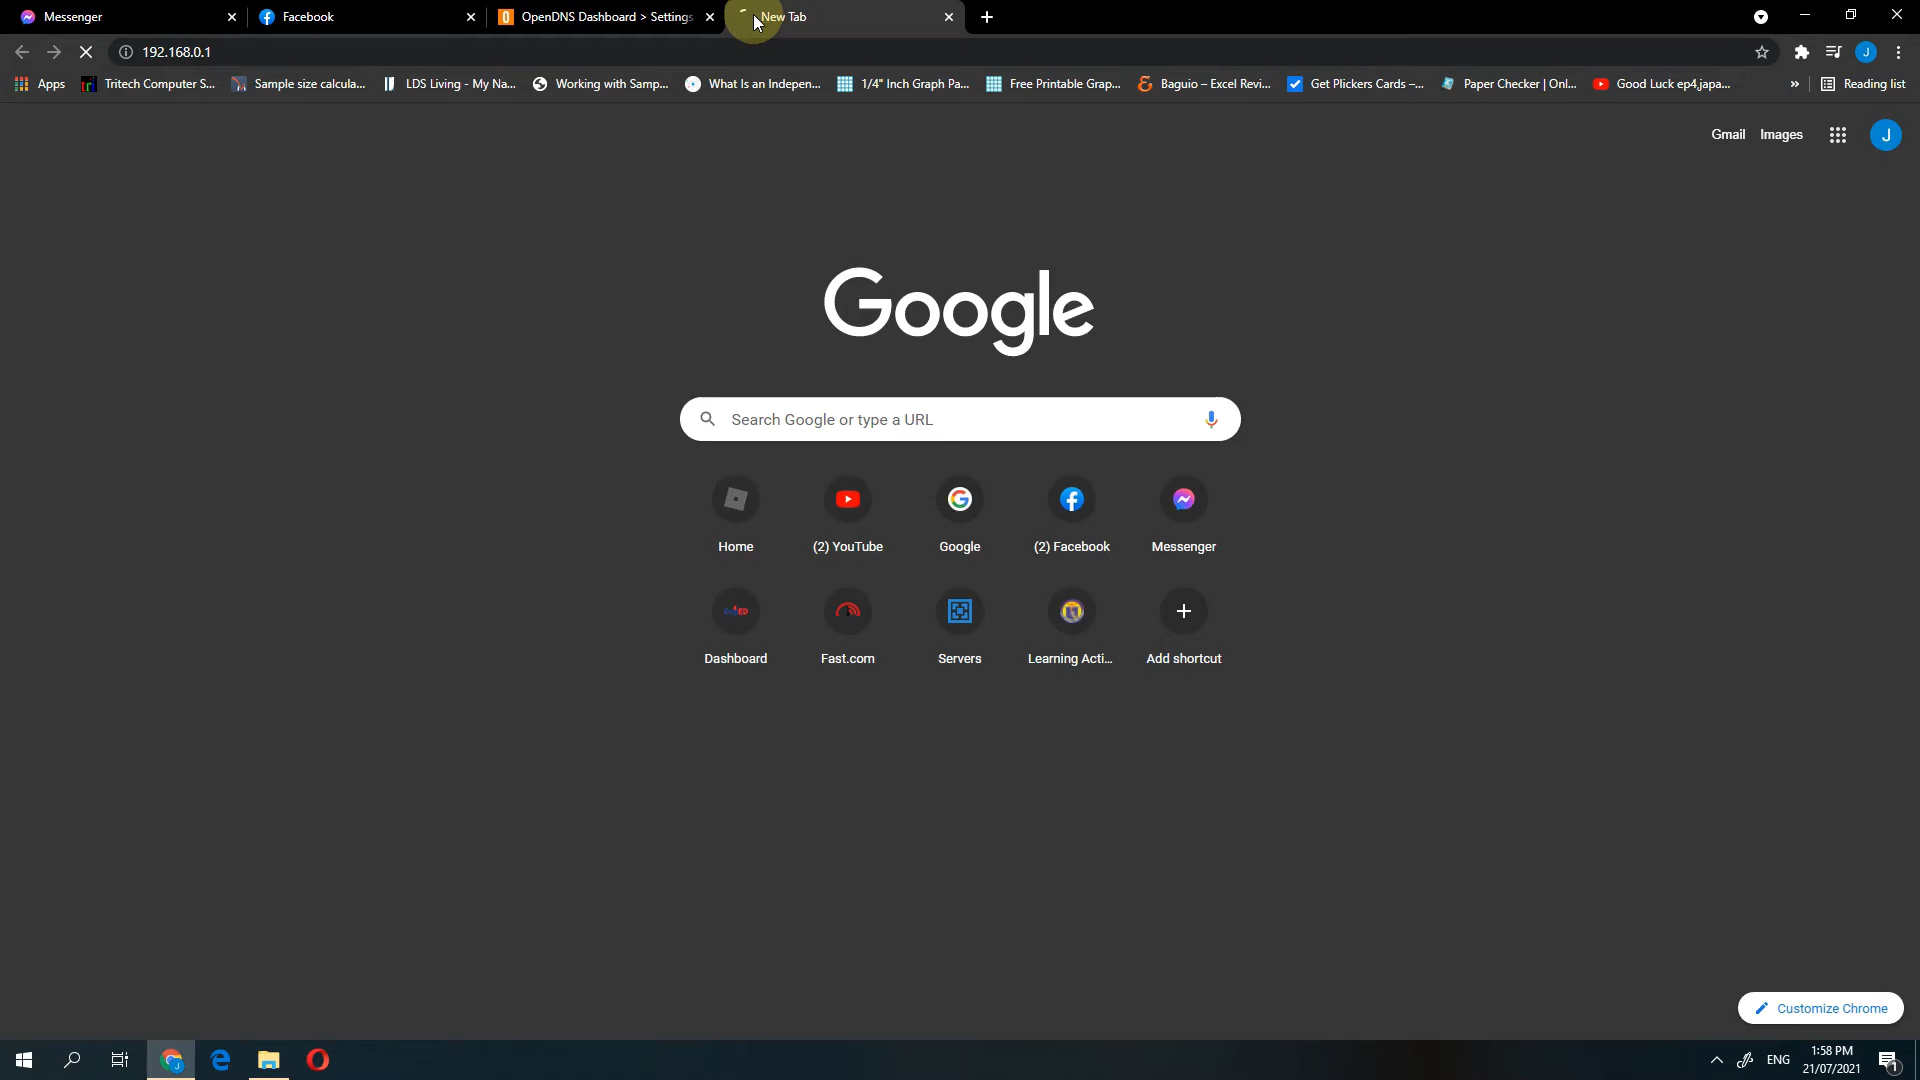 Messenger
Facebook
OpenDNS Dashboard > Settings
New Tab
192.168.0.1
J
Apps
Tritech Computer S...
Sample size calcula...
LDS Living - My Na...
Working with Samp...
What Is an Indepen...
1/4" Inch Graph Pa...
Free Printable Grap...
Baguio – Excel Revi...
Get Plickers Cards –...
Paper Checker | Onl...
Good Luck ep4,japa...
»
Reading list
Gmail
Images
J
Google
Search Google or type a URL
Home
(2) YouTube
Google
(2) Facebook
Messenger
DepED
Dashboard
Fast.com
Servers
Learning Acti...
Add shortcut
Customize Chrome
ENG
1:58 PM
21/07/2021
1